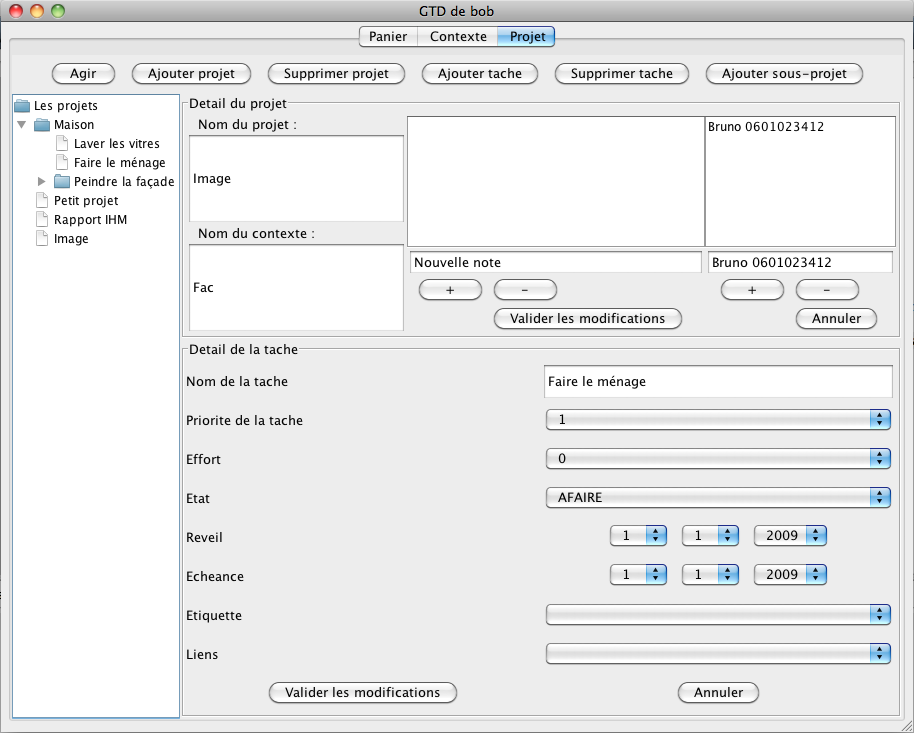 GTD de bob
Panier Contexte Projet
Agir Ajouter projet Supprimer projet Ajouter tache Supprimer tache Ajouter sous-projet
Les projets
Maison
Laver les vitres
Faire le ménage
Peindre la façade
Petit projet
Rapport IHM
Image
Detail du projet
Nom du projet :
Image
Nom du contexte :
Fac
Bruno 0601023412
Nouvelle note
Bruno 0601023412
+ - + -
Valider les modifications Annuler
Detail de la tache
Nom de la tache Faire le ménage
Priorite de la tache 1
Effort 0
Etat AFAIRE
Reveil 1 1 2009
Echeance 1 1 2009
Etiquette
Liens
Valider les modifications Annuler